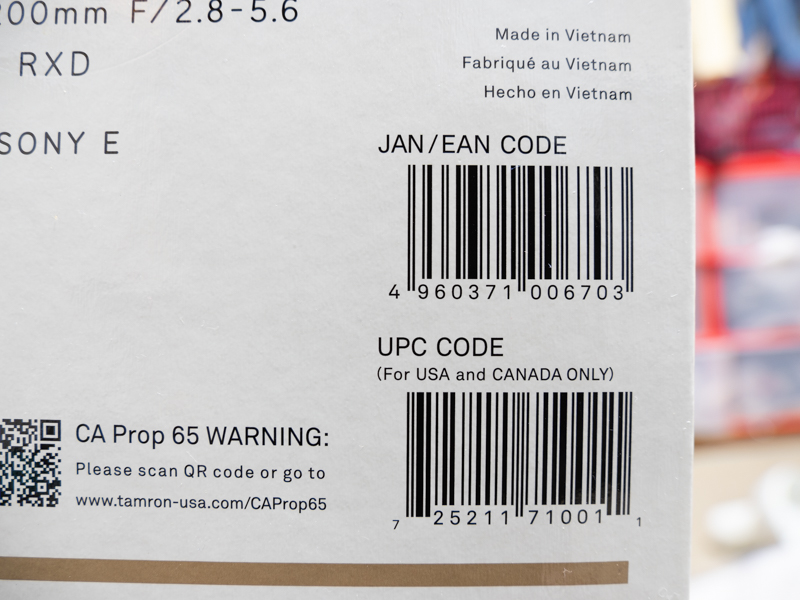 200mm F/2.8-5.6
RXD
SONY E
Made in Vietnam
Fabriqué au Vietnam
Hecho en Vietnam
JAN/EAN CODE
4 960371 006703
UPC CODE
(For USA and CANADA ONLY)
7 25211 71001 1
CA Prop 65 WARNING:
Please scan QR code or go to
www.tamron-usa.com/CAProp65